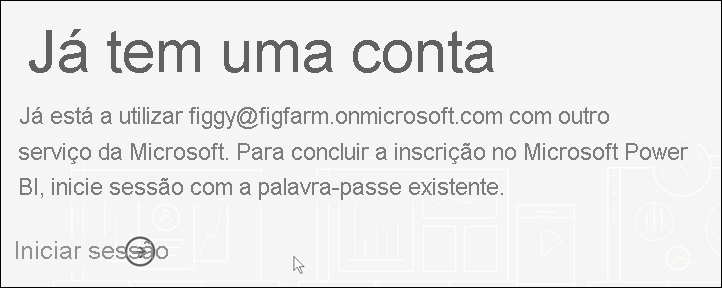 Já tem uma conta
Já está a utilizar figgy@figfarm.onmicrosoft.com com outro
serviço da Microsoft. Para concluir a inscrição no Microsoft Power
BI, inicie sessão com a palavra-passe existente.
Iniciar sessão